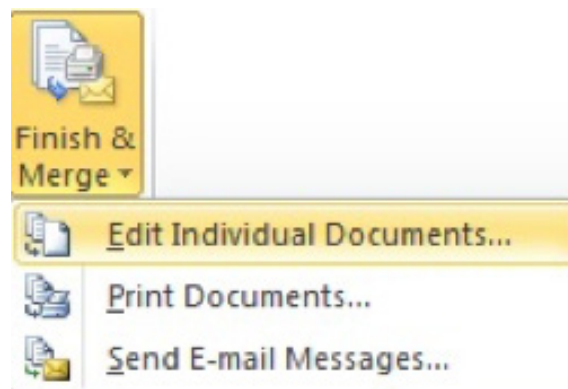 Finish &
Merge
Edit Individual Documents...
Print Documents...
Send E-mail Messages...